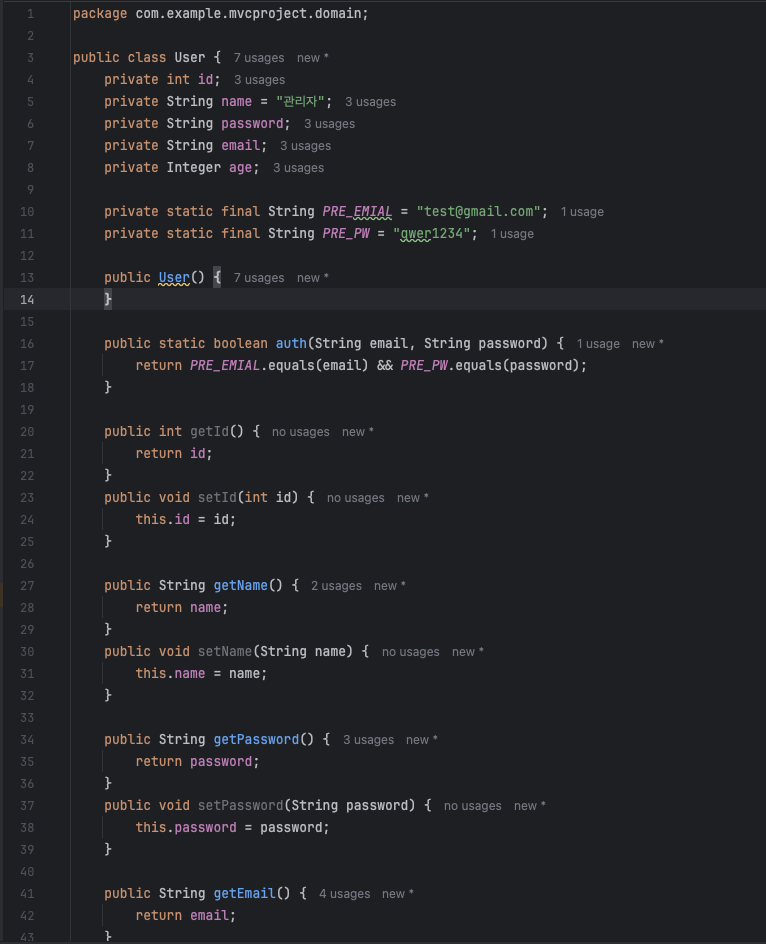 1 package com.example.mvcproject.domain;
2
3 public class User { 7 usages new *
4 private int id; 3 usages
5 private String name = "관리자"; 3 usages
6 private String password; 3 usages
7 private String email; 3 usages
8 private Integer age; 3 usages
9
10 private static final String PRE_EMIAL = "test@gmail.com"; 1 usage
11 private static final String PRE_PW = "qwer1234"; 1 usage
12
13 public User() { 7 usages new *
14 }
15
16 public static boolean auth(String email, String password) { 1 usage new *
17 return PRE_EMIAL.equals(email) && PRE_PW.equals(password);
18 }
19
20 public int getId() { no usages new *
21 return id;
22 }
23 public void setId(int id) { no usages new *
24 this.id = id;
25 }
26
27 public String getName() { 2 usages new *
28 return name;
29 }
30 public void setName(String name) { no usages new *
31 this.name = name;
32 }
33
34 public String getPassword() { 3 usages new *
35 return password;
36 }
37 public void setPassword(String password) { no usages new *
38 this.password = password;
39 }
40
41 public String getEmail() { 4 usages new *
42 return email;
43 }